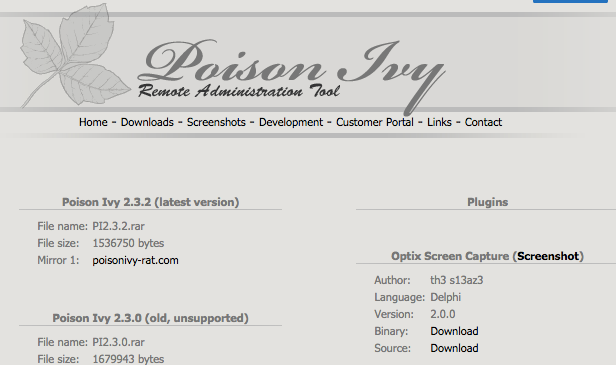 Poison Ivy
Remote Administration Tool
Home - Downloads - Screenshots - Development - Customer Portal - Links - Contact
Poison Ivy 2.3.2 (latest version)
File name: PI2.3.2.rar
File size: 1536750 bytes
Mirror 1: poisonivy-rat.com
Poison Ivy 2.3.0 (old, unsupported)
File name: PI2.3.0.rar
File size: 1679943 bytes
Plugins
Optix Screen Capture (Screenshot)
Author: th3 s13az3
Language: Delphi
Version: 2.0.0
Binary: Download
Source: Download